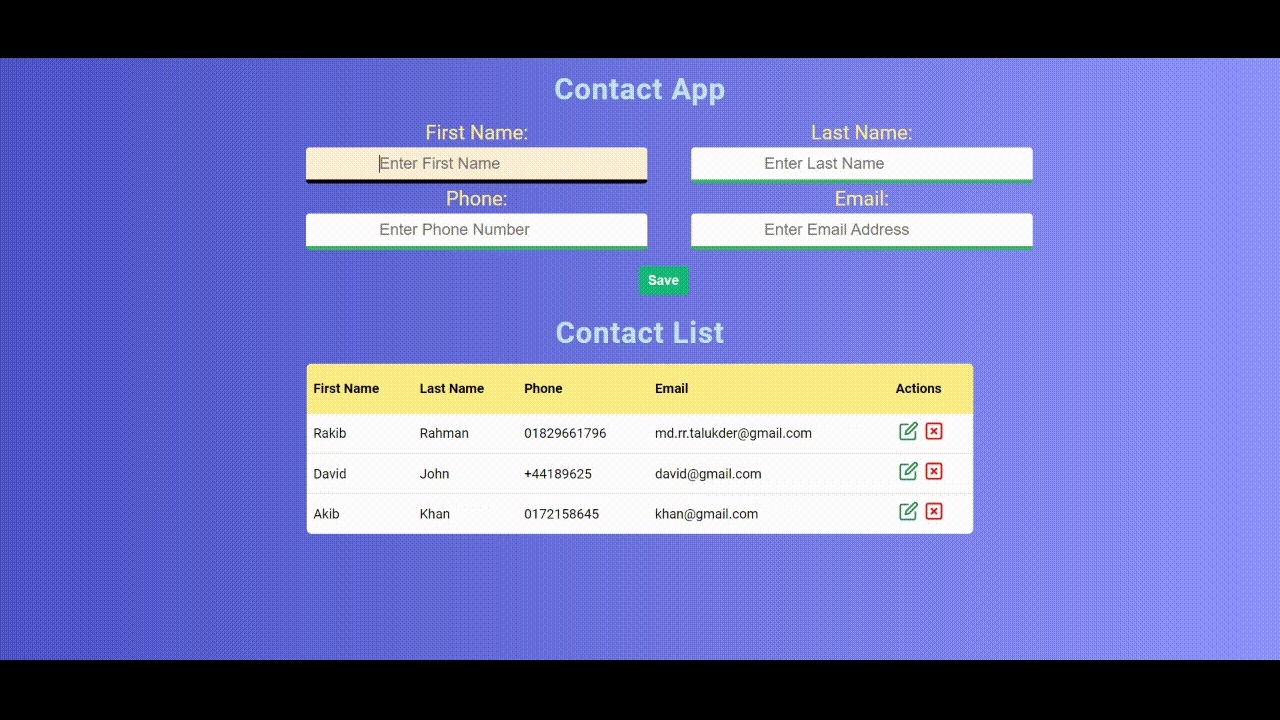 Contact App
First Name: Last Name:
Enter First Name Enter Last Name
Phone: Email:
Enter Phone Number Enter Email Address
Save
Contact List
First Name Last Name Phone Email Actions
Rakib Rahman 01829661796 md.rr.talukder@gmail.com
David John +44189625 david@gmail.com
Akib Khan 0172158645 khan@gmail.com